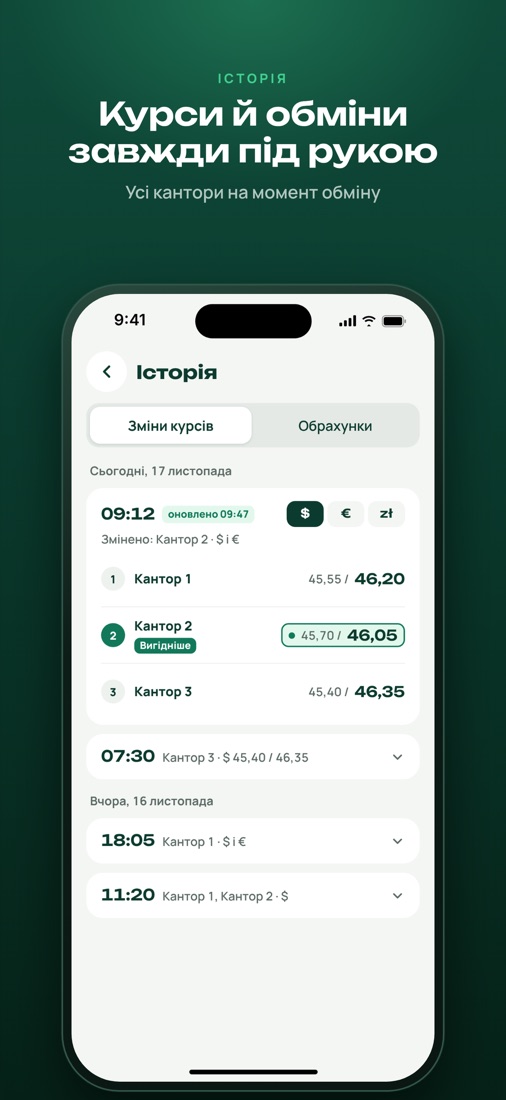 ІСТОРІЯ
Курси й обміни
завжди під рукою
Усі кантори на момент обміну
9:41
Історія
Зміни курсів Обрахунки
Сьогодні, 17 листопада
09:12 оновлено 09:47 $ € zł
Змінено: Кантор 2 · $ і €
1 Кантор 1 45,55 / 46,20
2 Кантор 2 45,70 / 46,05
Вигідніше
3 Кантор 3 45,40 / 46,35
07:30 Кантор 3 · $ 45,40 / 46,35
Вчора, 16 листопада
18:05 Кантор 1 · $ і €
11:20 Кантор 1, Кантор 2 · $